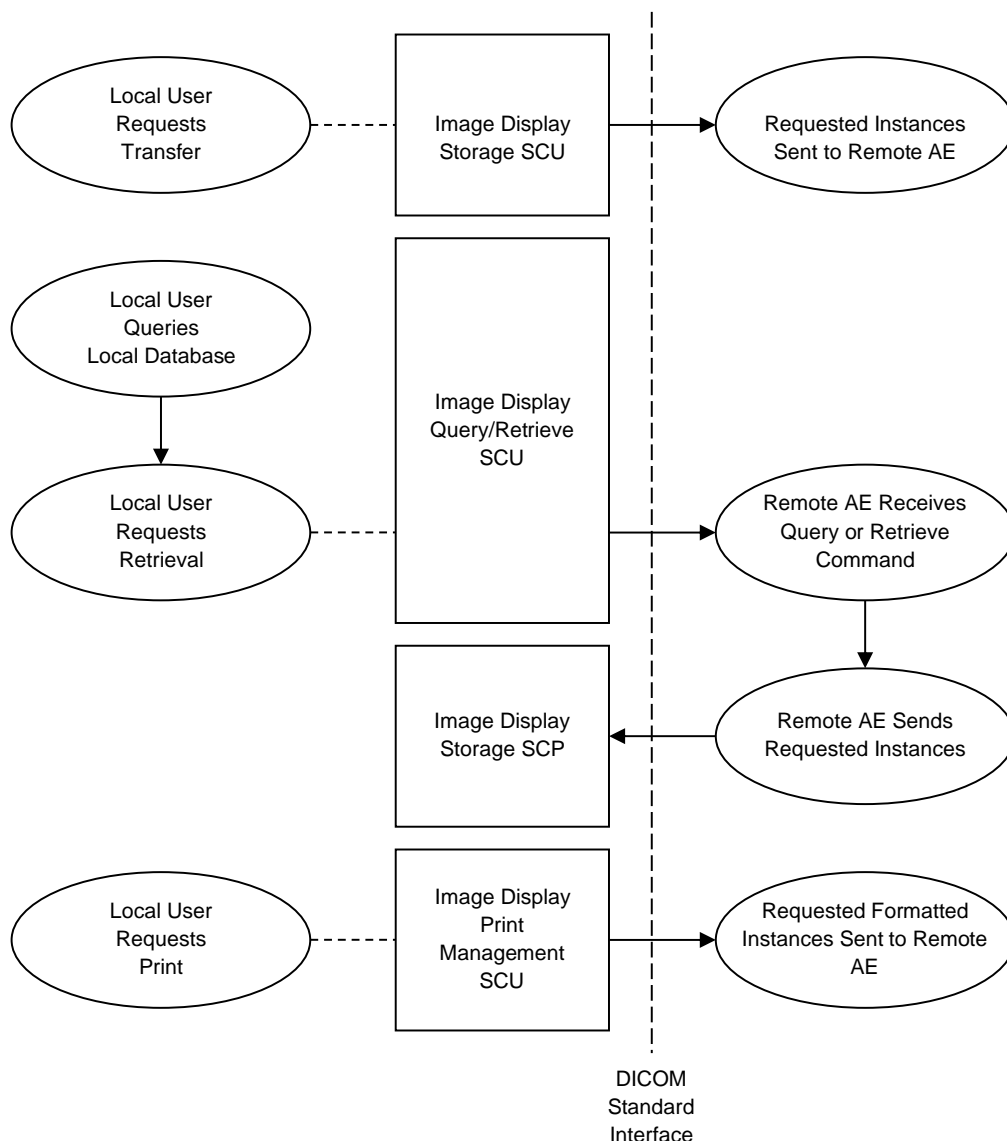 Local User
Requests
Transfer
Image Display
Storage SCU
Requested Instances
Sent to Remote AE
Local User
Queries
Local Database
Image Display
Query/Retrieve
SCU
Local User
Requests
Retrieval
Remote AE Receives
Query or Retrieve
Command
Image Display
Storage SCP
Remote AE Sends
Requested Instances
Local User
Requests
Print
Image Display
Print
Management
SCU
Requested Formatted
Instances Sent to Remote
AE
DICOM
Standard
Interface